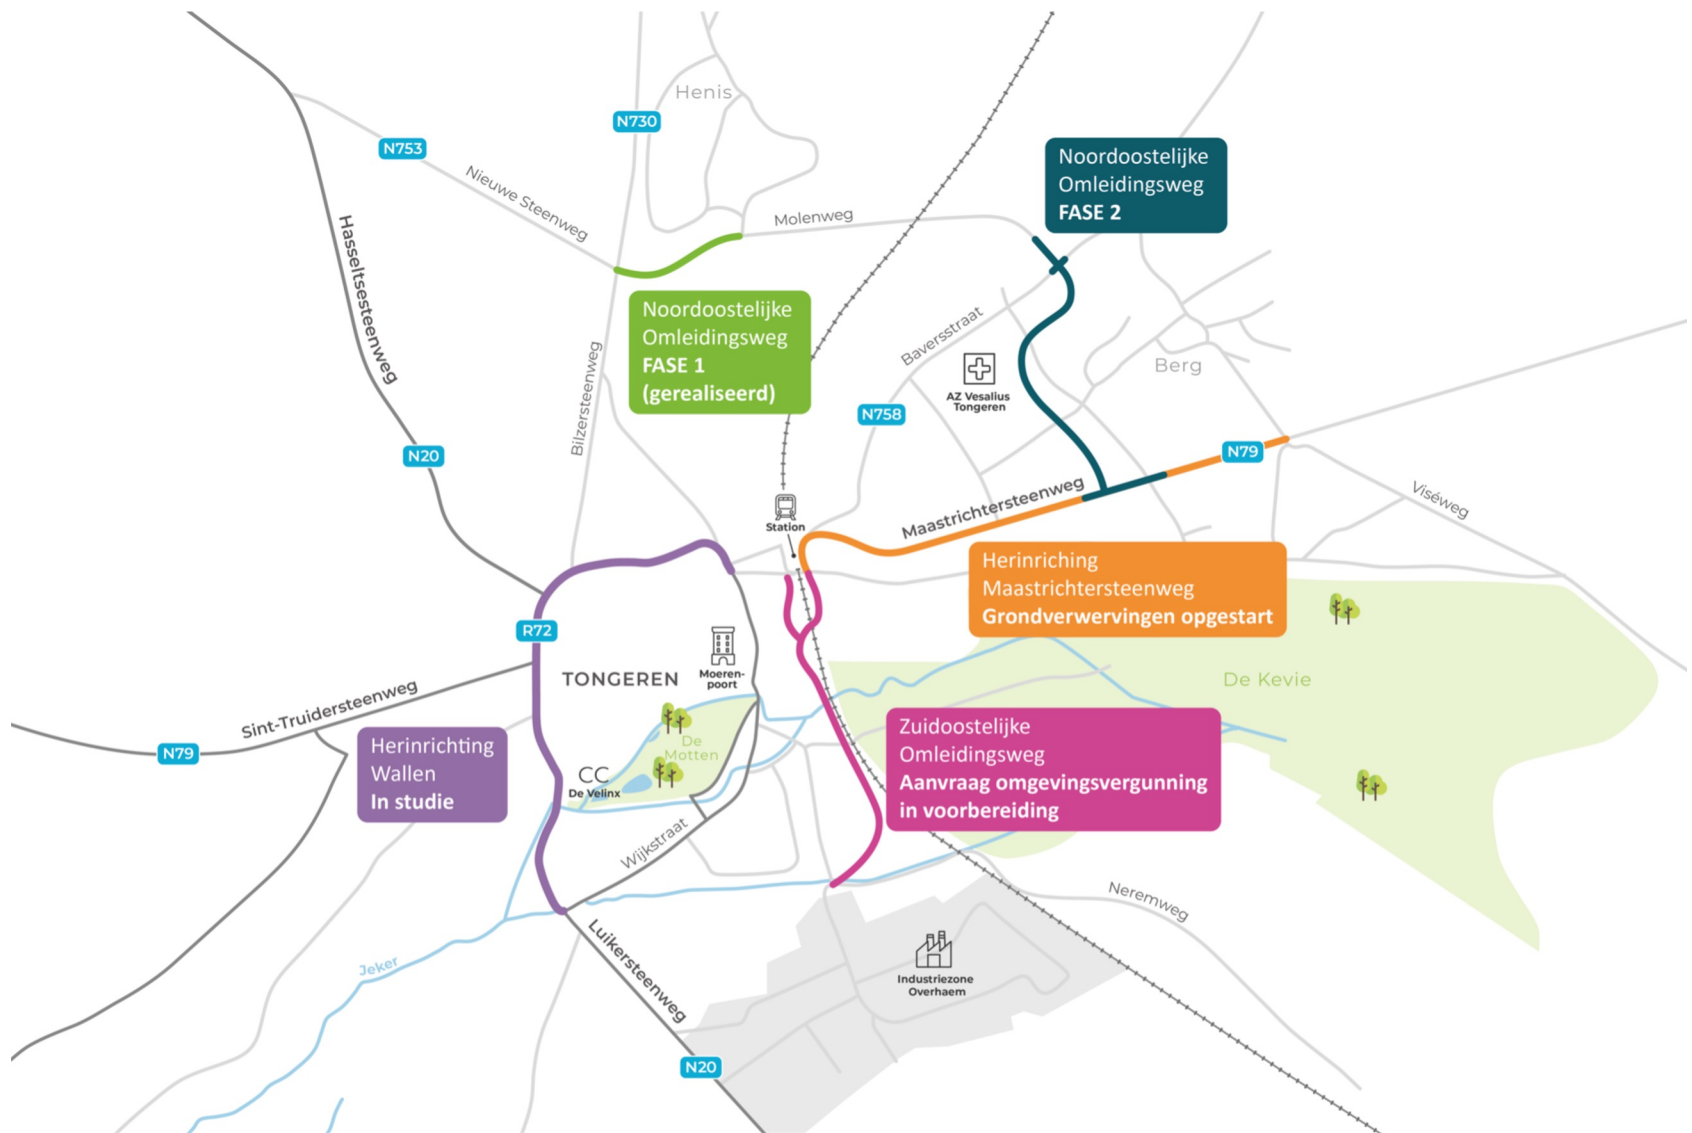 Henis
N730
N753
Nieuwe Steenweg
Molenweg
Noordoostelijke
Omleidingsweg
FASE 2
Hasseltsesteenweg
Noordoostelijke
Omleidingsweg
FASE 1
(gerealiseerd)
Baversstraat
Berg
AZ Vesalius
Tongeren
N758
Bilzersteenweg
N20
N79
Maastrichtersteenweg
Viséweg
Station
Herinriching
Maastrichtersteenweg
Grondverwervingen opgestart
R72
TONGEREN
Moeren-
poort
De Kevie
Sint-Truidersteenweg
N79
Herinrichting
Wallen
In studie
De
Motten
CC
De Velinx
Zuidoostelijke
Omleidingsweg
Aanvraag omgevingsvergunning
in voorbereiding
Wijkstraat
Neremweg
Jeker
Luikersteenweg
Industriezone
Overhaem
N20